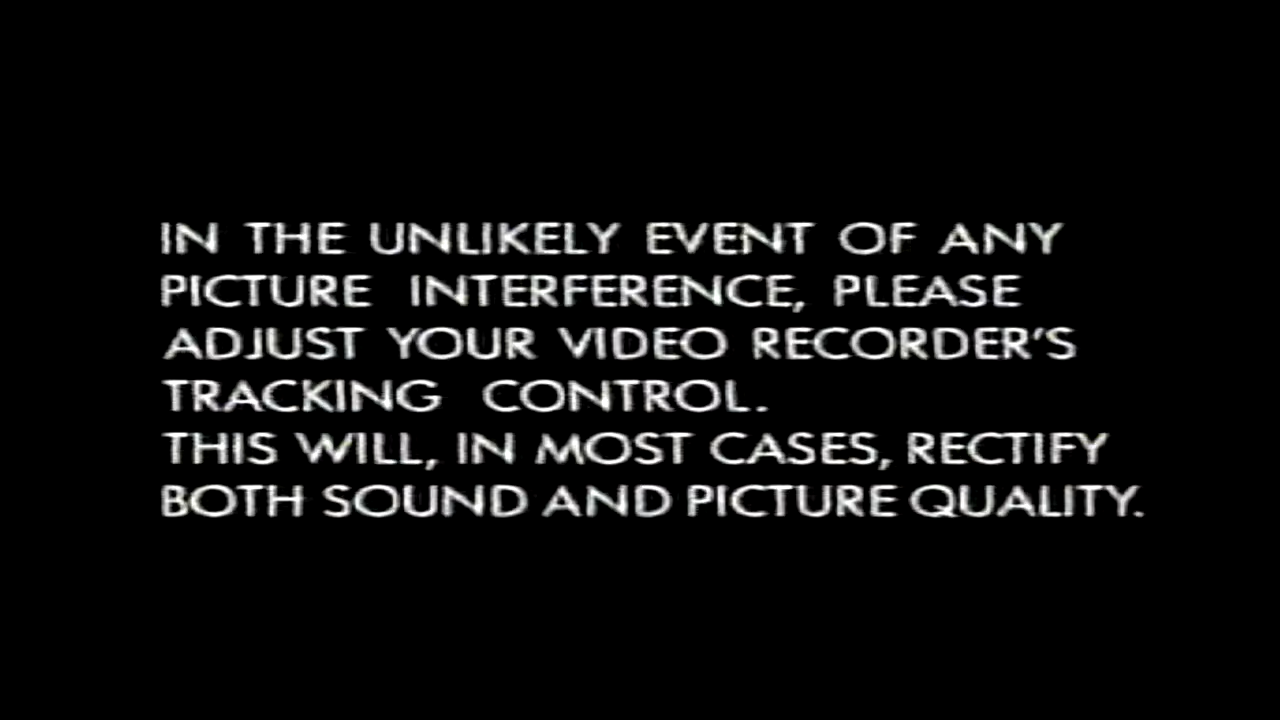 IN THE UNLIKELY EVENT OF ANY
PICTURE INTERFERENCE, PLEASE
ADJUST YOUR VIDEO RECORDER'S
TRACKING CONTROL.
THIS WILL, IN MOST CASES, RECTIFY
BOTH SOUND AND PICTURE QUALITY.